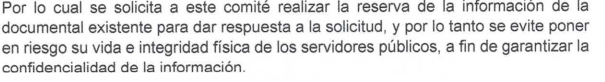 Por lo cual se solicita a este comité realizar la reserva de la información de la
documental existente para dar respuesta a la solicitud, y por lo tanto se evite poner
en riesgo su vida e integridad física de los servidores públicos, a fin de garantizar la
confidencialidad de la información.